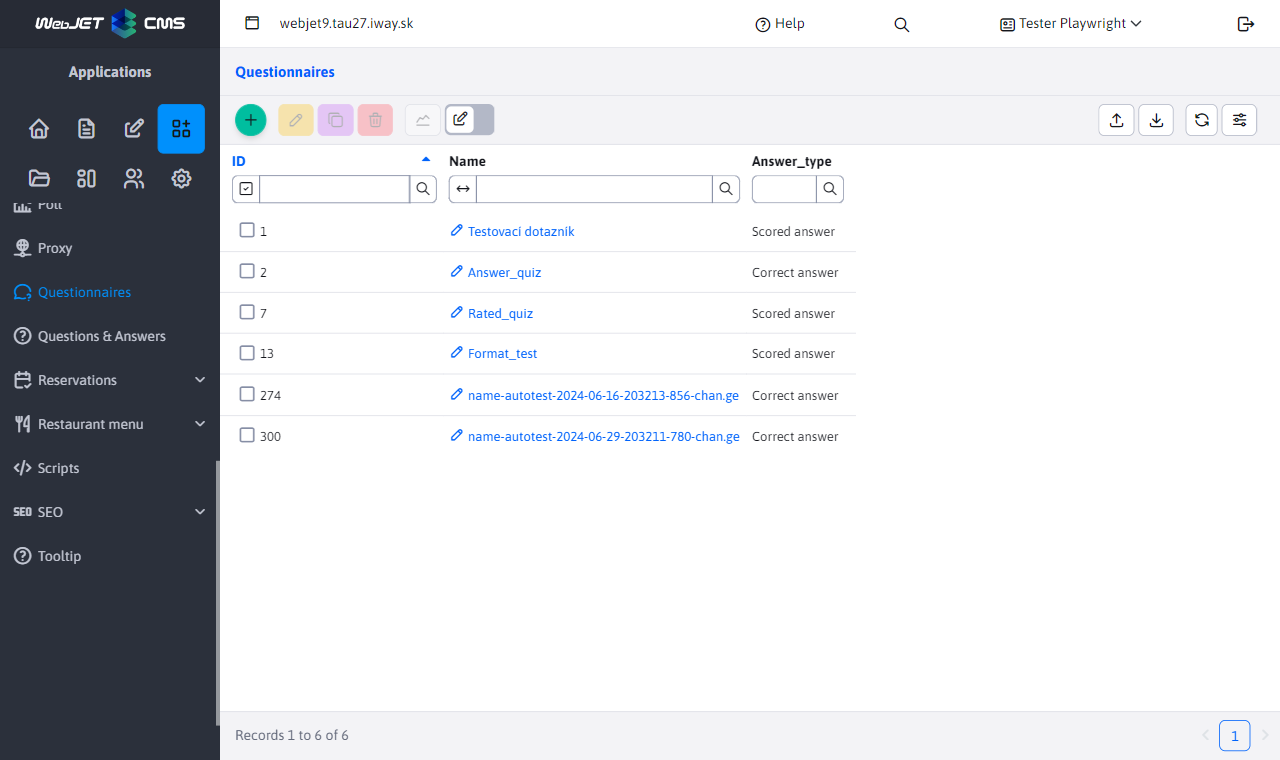 WebJET CMS
webjet9.tau27.iway.sk
Help
Tester Playwright
Applications
Poll
Proxy
Questionnaires
Questions & Answers
Reservations
Restaurant menu
Scripts
SEO SEO
Tooltip
Questionnaires
ID Name Answer_type
1 Testovací dotazník Scored answer
2 Answer_quiz Correct answer
7 Rated_quiz Scored answer
13 Format_test Scored answer
274 name-autotest-2024-06-16-203213-856-chan.ge Correct answer
300 name-autotest-2024-06-29-203211-780-chan.ge Correct answer
Records 1 to 6 of 6
1